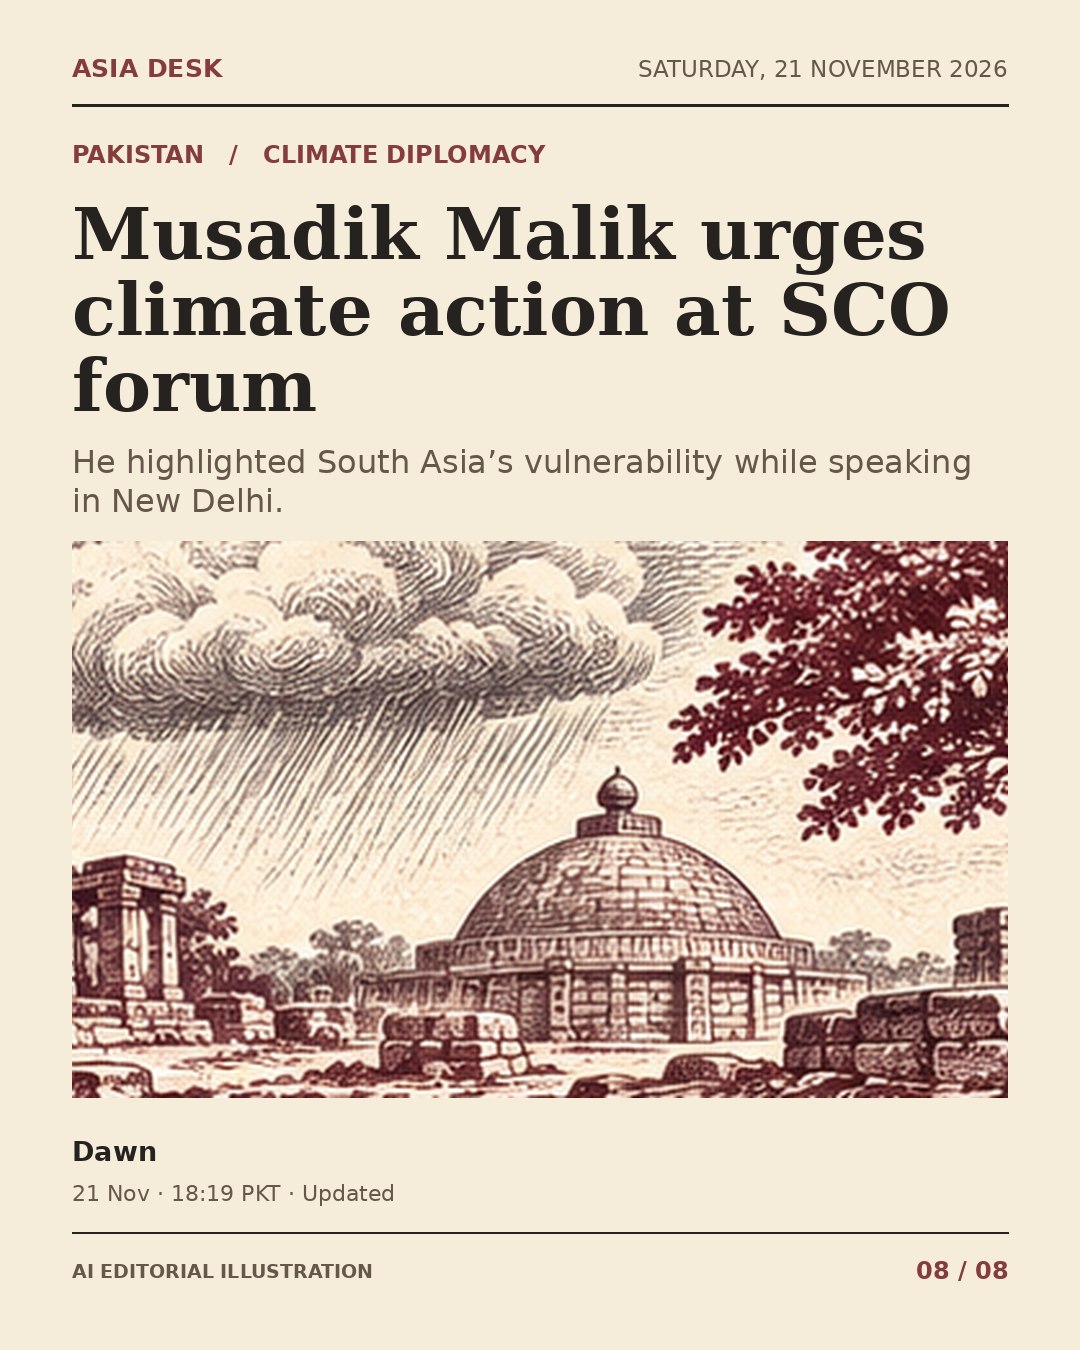 ASIA DESK
SATURDAY, 21 NOVEMBER 2026
PAKISTAN / CLIMATE DIPLOMACY
Musadik Malik urges
climate action at SCO
forum
He highlighted South Asia’s vulnerability while speaking
in New Delhi.
Dawn
21 Nov · 18:19 PKT · Updated
AI EDITORIAL ILLUSTRATION
08 / 08